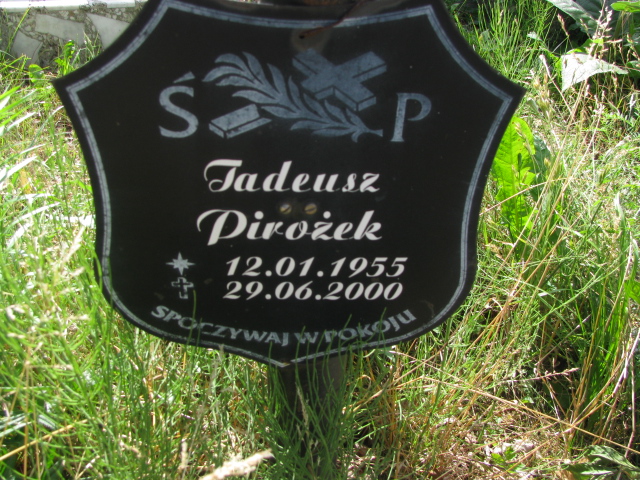 Ś P
Tadeusz
Pirożek
12.01.1955
29.06.2000
SPOCZYWAJ W POKOJU